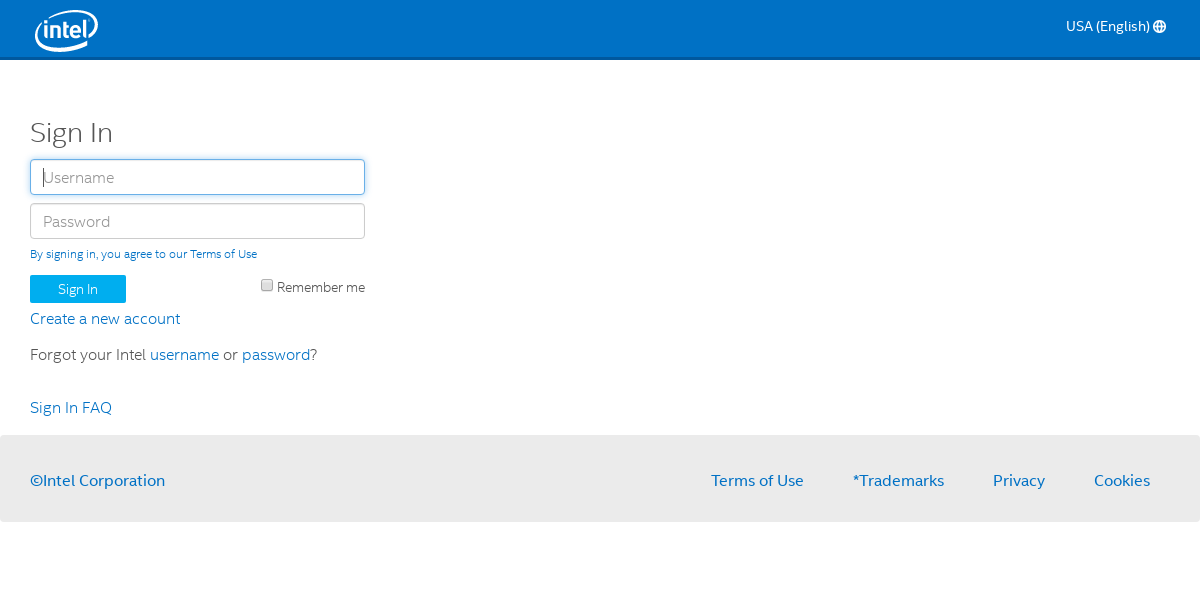 intel
USA (English)
Sign In
Username
Password
By signing in, you agree to our Terms of Use
Sign In
Remember me
Create a new account
Forgot your Intel username or password?
Sign In FAQ
©Intel Corporation
Terms of Use
*Trademarks
Privacy
Cookies